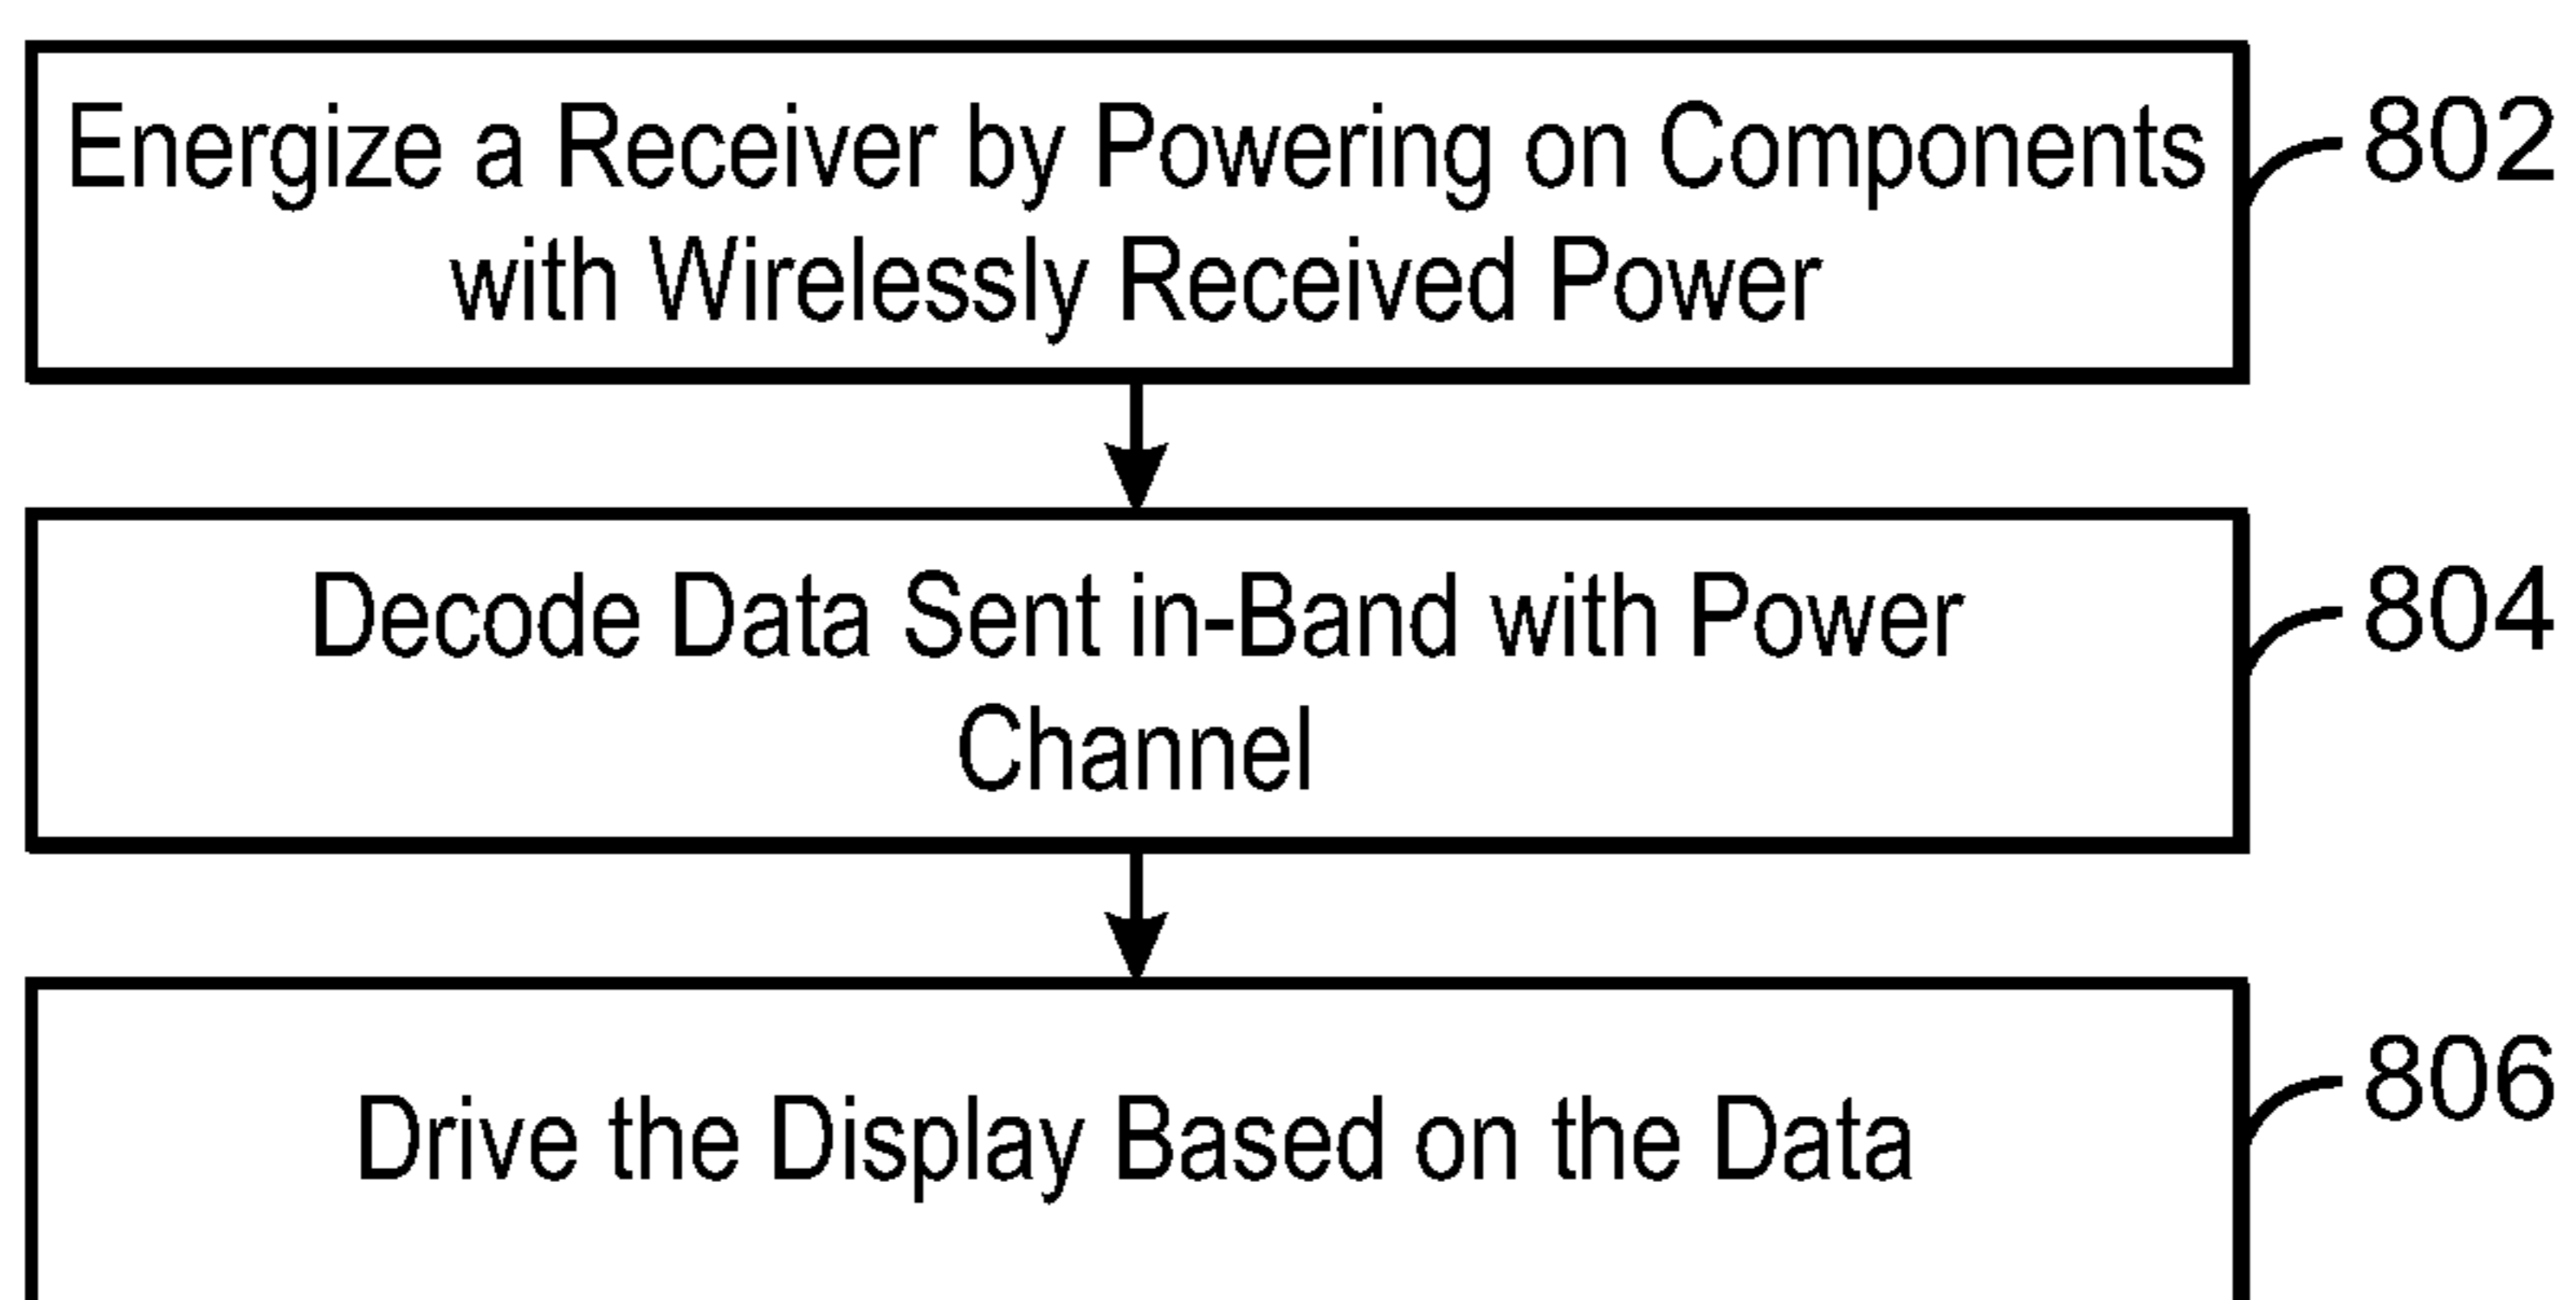 Energize a Receiver by Powering on Components
with Wirelessly Received Power
802
Decode Data Sent in-Band with Power
Channel
804
Drive the Display Based on the Data
806